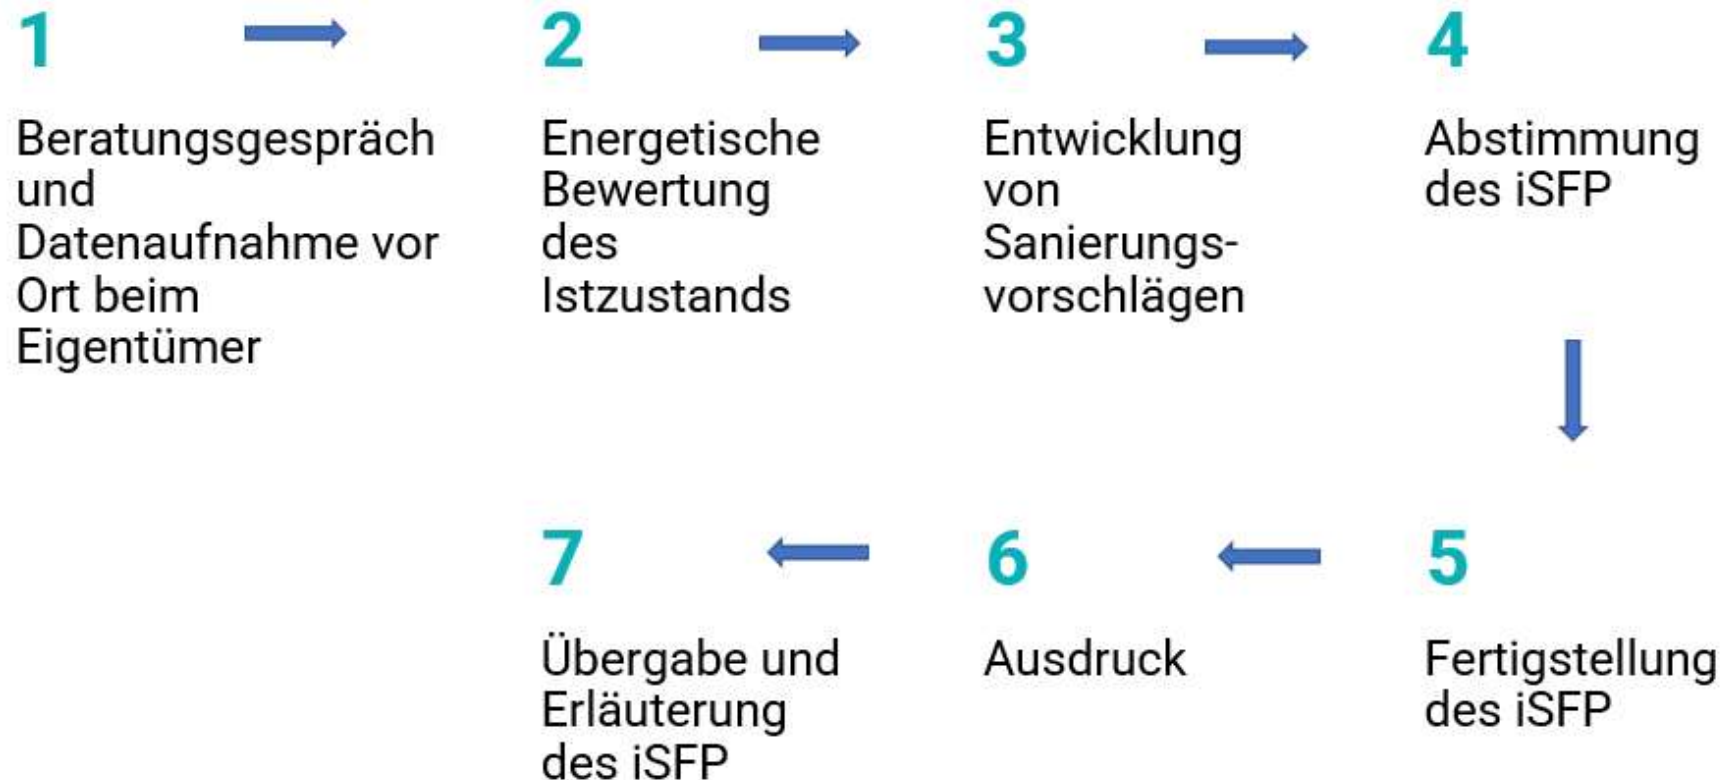 1
Beratungsgespräch
und
Datenaufnahme vor
Ort beim
Eigentümer
2
Energetische
Bewertung
des
Istzustands
3
Entwicklung
von
Sanierungs-
vorschlägen
4
Abstimmung
des iSFP
5
Fertigstellung
des iSFP
6
Ausdruck
7
Übergabe und
Erläuterung
des iSFP